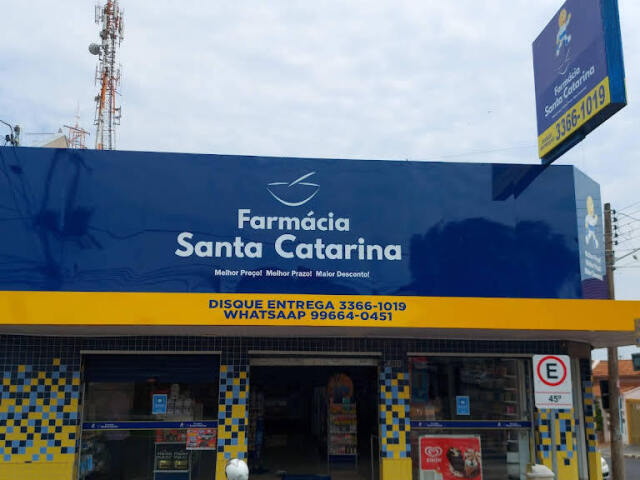 Farmácia
Santa Catarina
3366-1019
Farmácia
Santa Catarina
Melhor Preço! Melhor Prazo! Maior Desconto!
DISQUE ENTREGA 3366-1019
WHATSAAP 99664-0451
E
45º